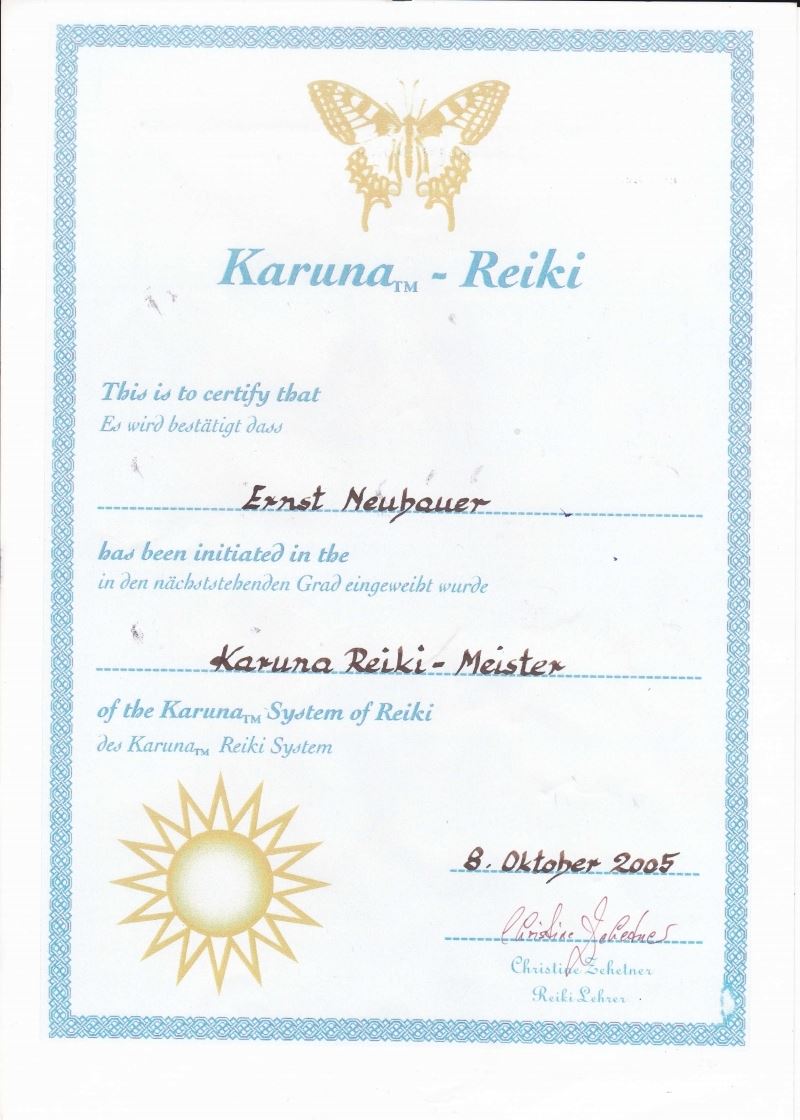 Karuna™ - Reiki
This is to certify that
Es wird bestätigt dass
Ernst Neubauer
has been initiated in the
in den nächststehenden Grad eingeweiht wurde
Karuna Reiki - Meister
of the Karuna™ System of Reiki
des Karuna™ Reiki System
8. Oktober 2005
Christine Zehetner
Christine Zehetner
Reiki Lehrer